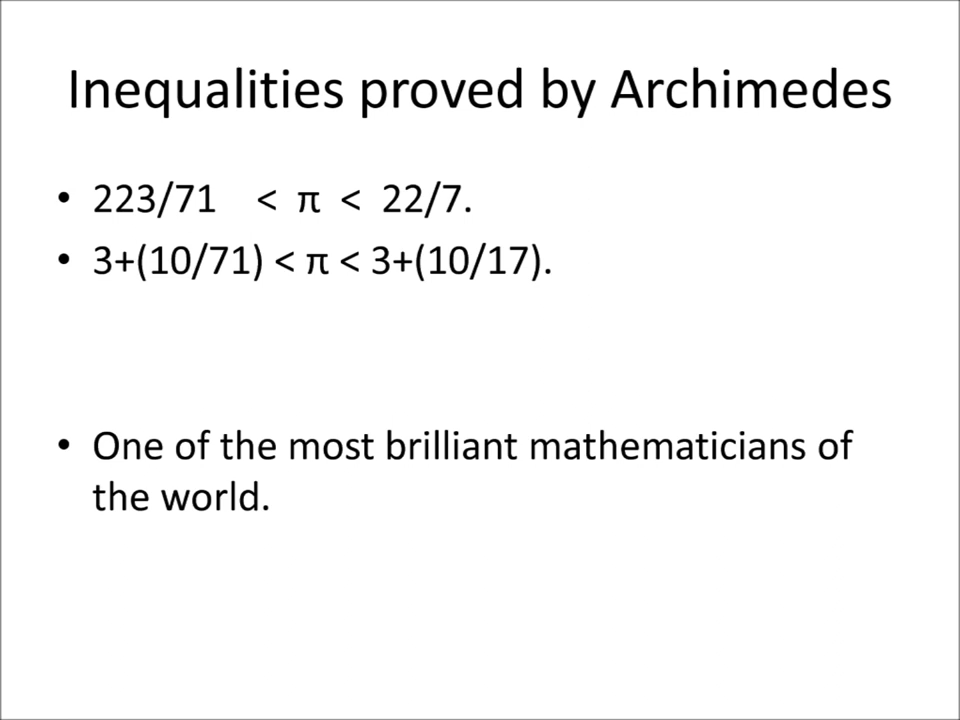 Inequalities proved by Archimedes
• 223/71 < π < 22/7.
• 3+(10/71) < π < 3+(10/17).
• One of the most brilliant mathematicians of
the world.